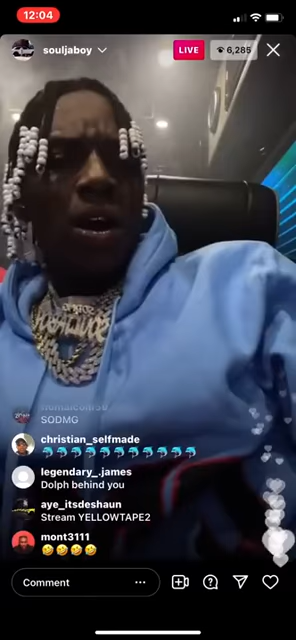 12:04
souljaboy
LIVE
6,285
SODMG
christian_selfmade
🐬🐬🐬🐬🐬🐬🐬🐬🐬🐬🐬
legendary_.james
Dolph behind you
aye_itsdeshaun
Stream YELLOWTAPE2
mont3111
🤣🤣🤣🤣
Comment